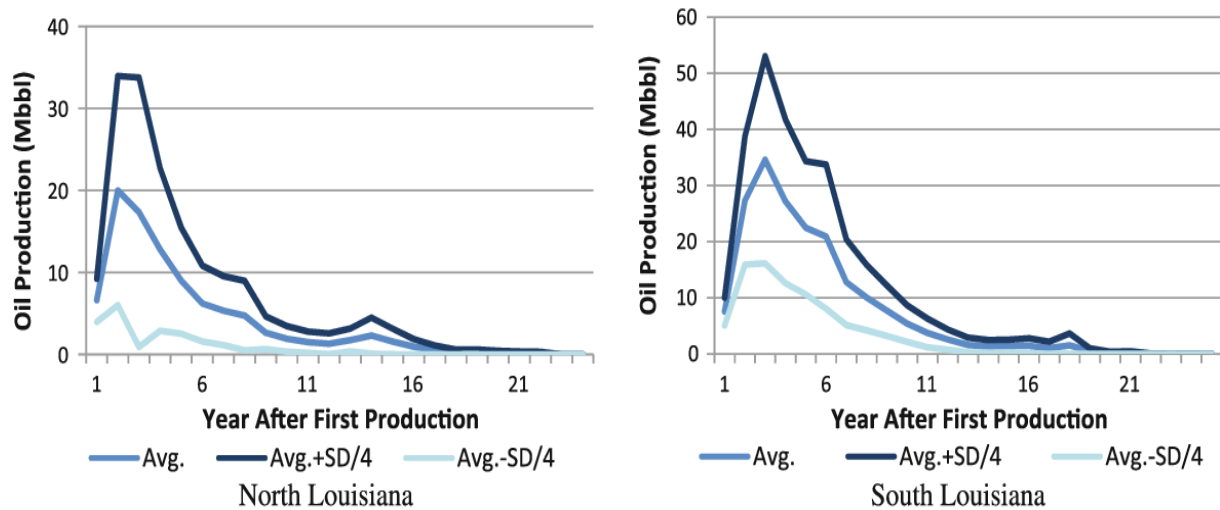 Oil Production (Mbbl)
40
30
20
10
0
1 6 11 16 21
Year After First Production
Avg. Avg.+SD/4 Avg.-SD/4
North Louisiana
Oil Production (Mbbl)
60
50
40
30
20
10
0
1 6 11 16 21
Year After First Production
Avg. Avg.+SD/4 Avg.-SD/4
South Louisiana